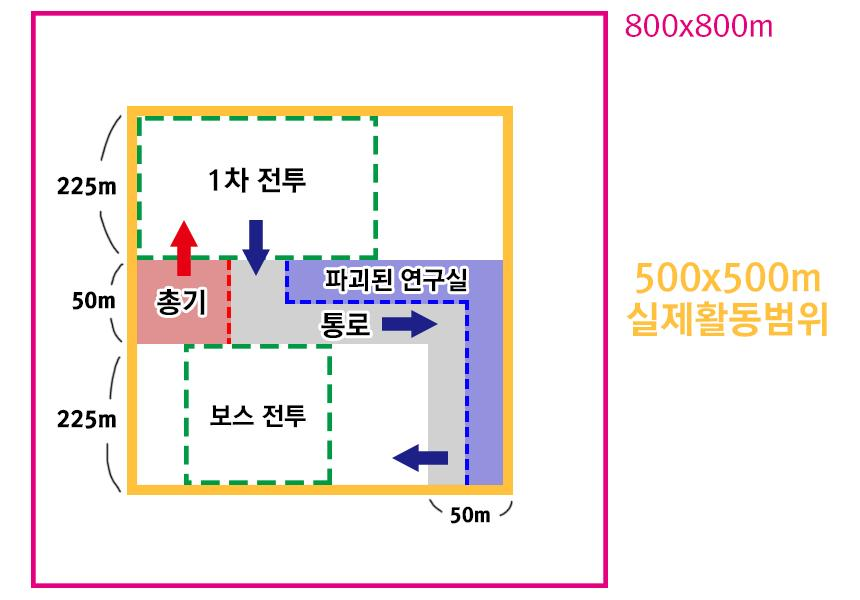 800x800m
225m
1차 전투
50m
총기
파괴된 연구실
통로
500x500m
실제활동범위
225m
보스 전투
50m